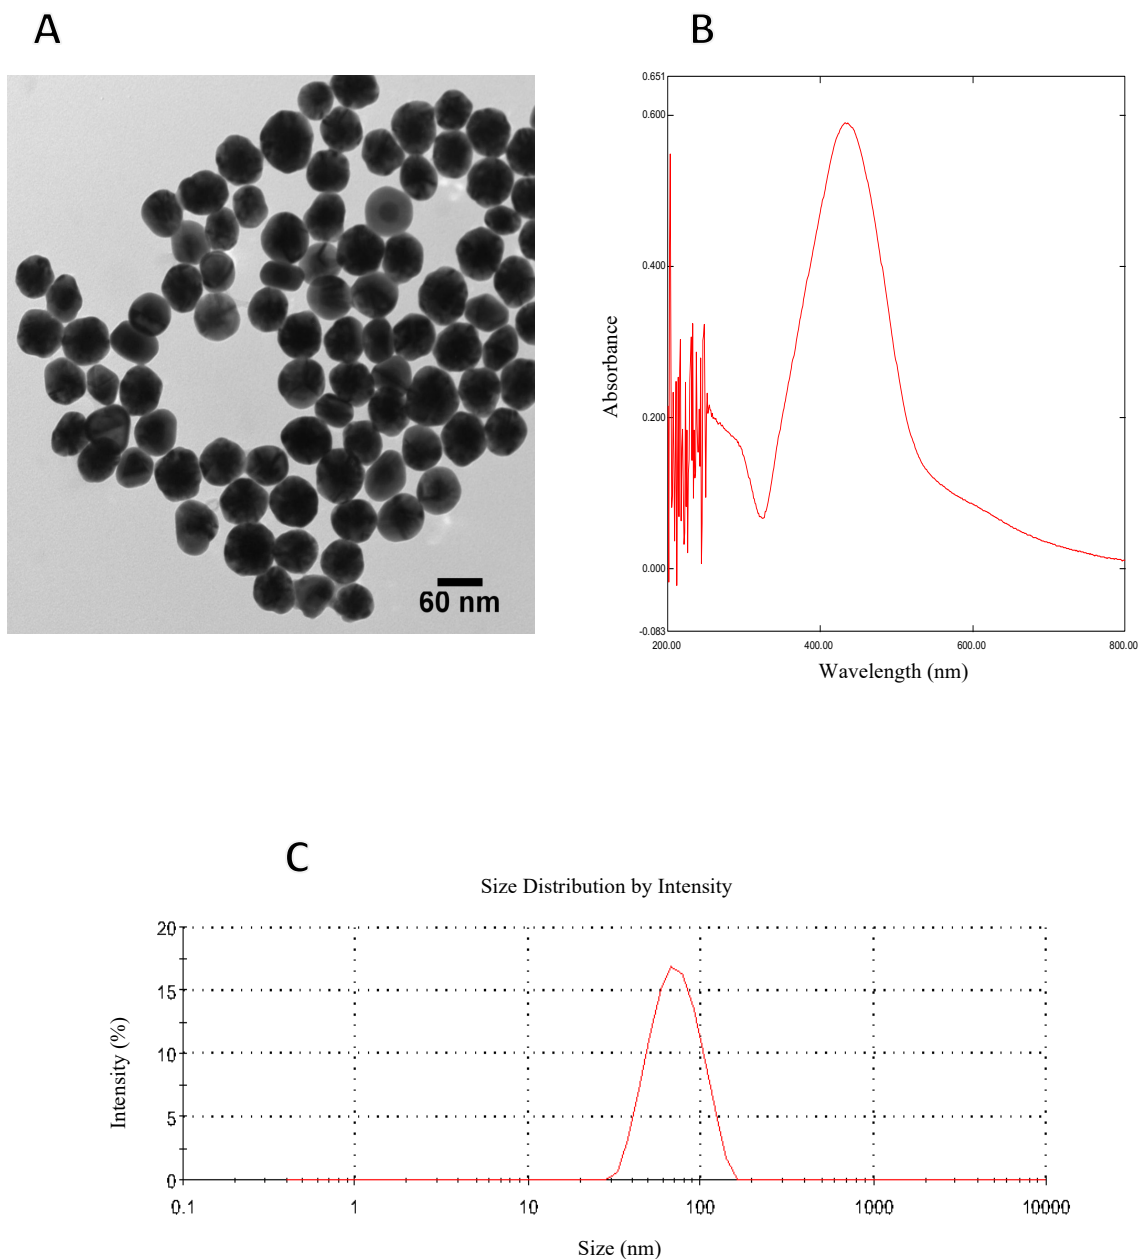 A
B
60 nm
0.651
0.600
0.400
0.200
0.000
-0.083
200.00 400.00 600.00 800.00
Absorbance
Wavelength (nm)
C
Size Distribution by Intensity
20
15
10
5
0
0.1 1 10 100 1000 10000
Intensity (%)
Size (nm)